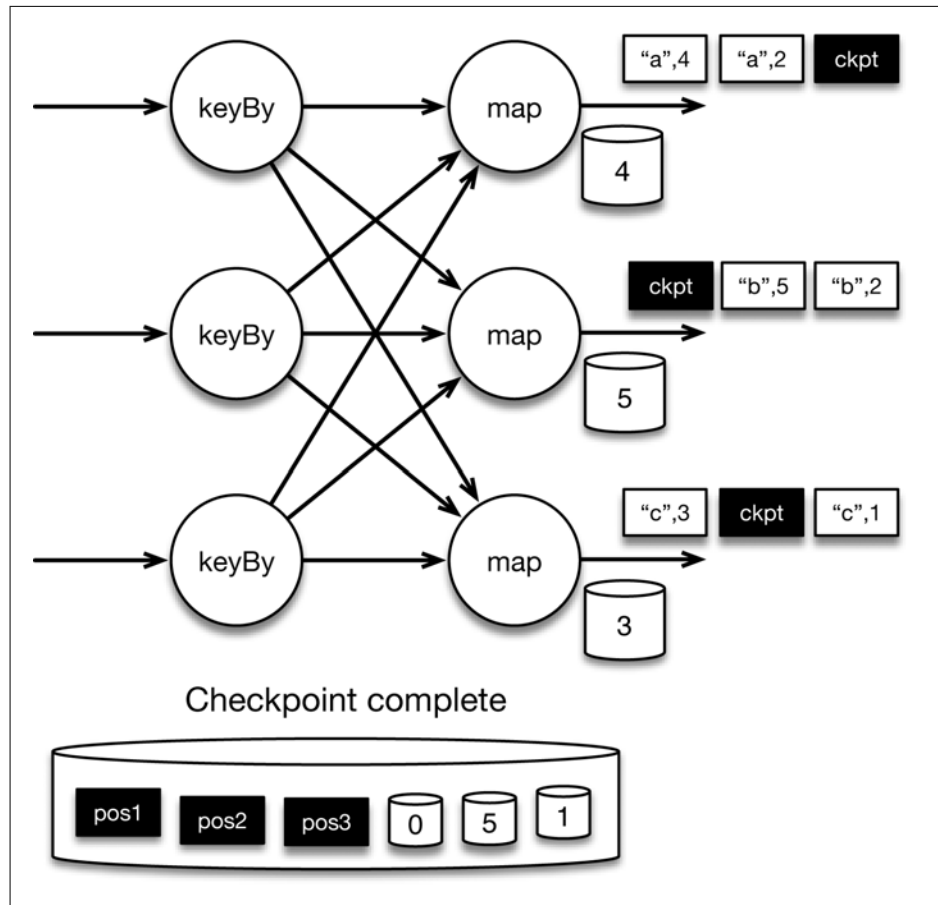 “a”,4 “a”,2 ckpt
keyBy map
4
ckpt “b”,5 “b”,2
keyBy map
5
“c”,3 ckpt “c”,1
keyBy map
3
Checkpoint complete
pos1 pos2 pos3 0 5 1